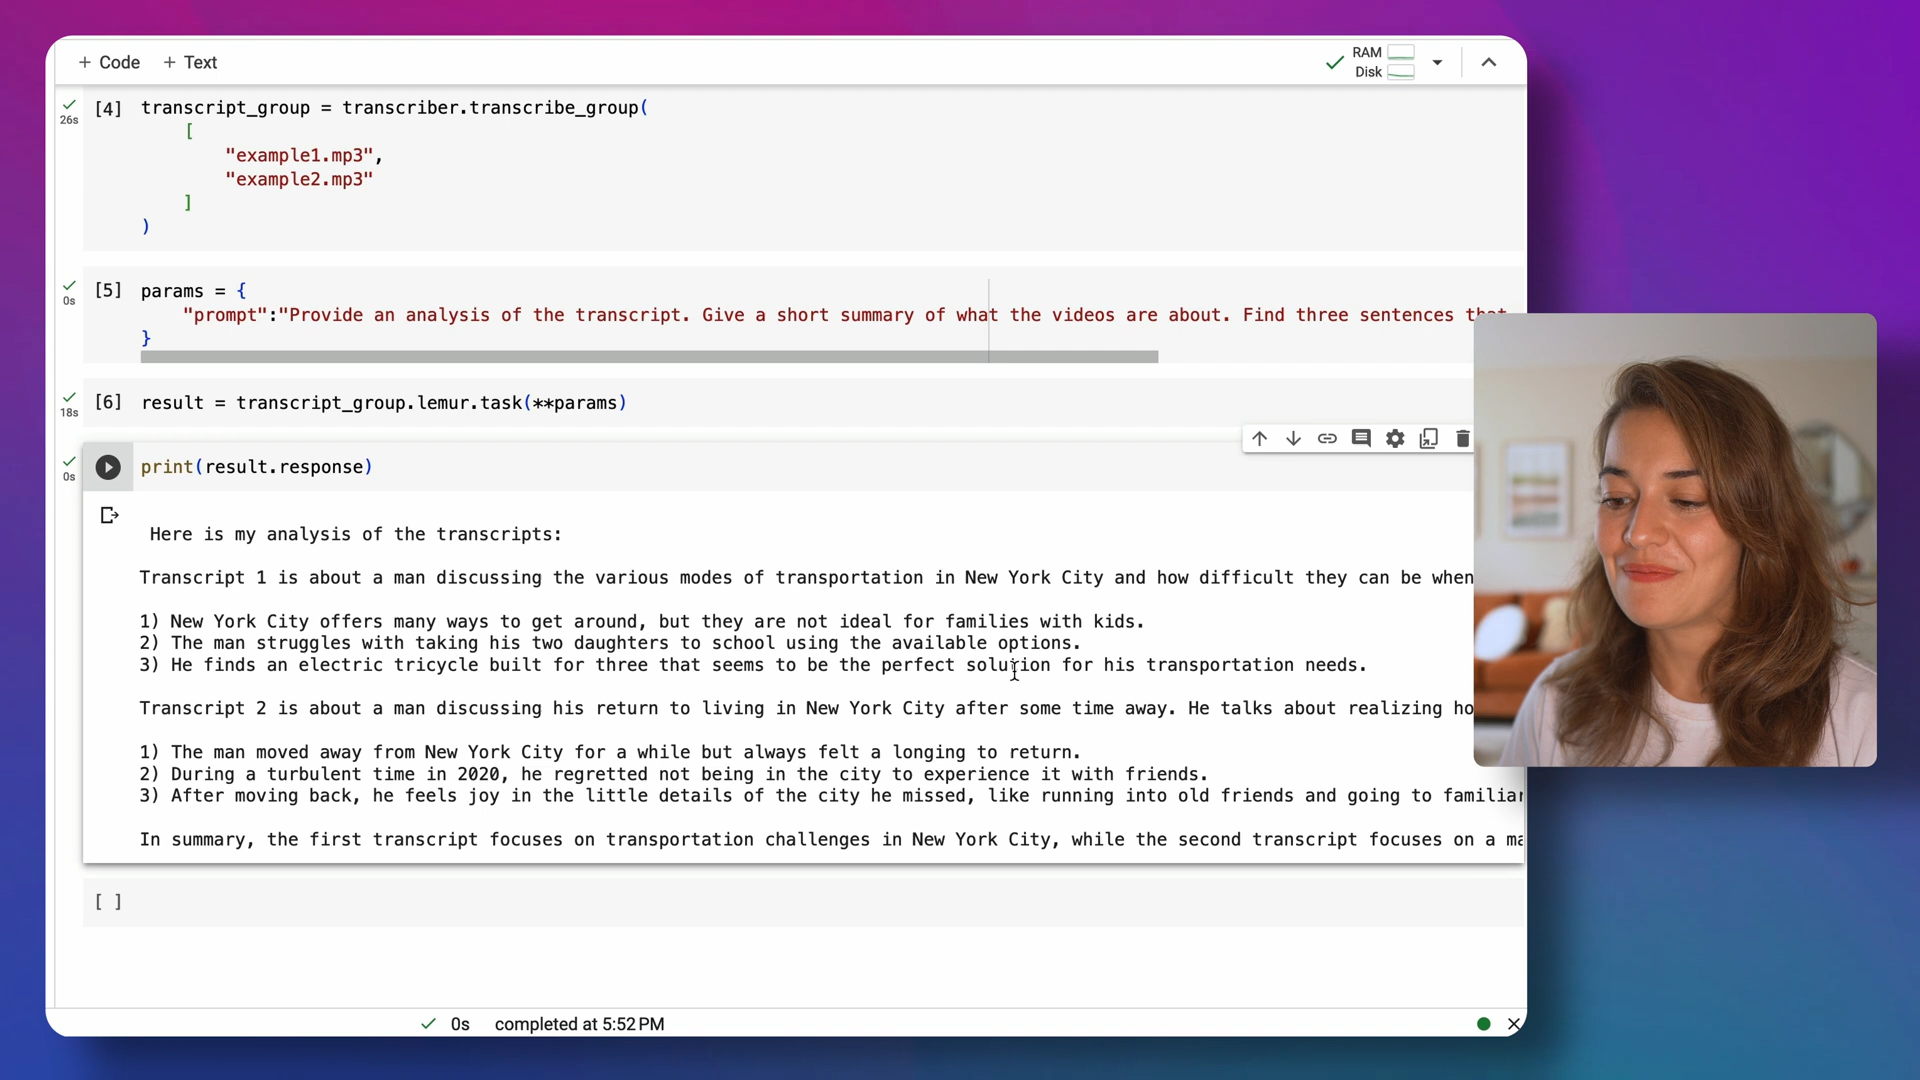 + Code + Text
RAM
Disk
26s
[4] transcript_group = transcriber.transcribe_group(
[
"example1.mp3",
"example2.mp3"
]
)
0s
[5] params = {
"prompt":"Provide an analysis of the transcript. Give a short summary of what the videos are about. Find three sentences that
}
18s
[6] result = transcript_group.lemur.task(**params)
0s
print(result.response)
Here is my analysis of the transcripts:
Transcript 1 is about a man discussing the various modes of transportation in New York City and how difficult they can be when
1) New York City offers many ways to get around, but they are not ideal for families with kids.
2) The man struggles with taking his two daughters to school using the available options.
3) He finds an electric tricycle built for three that seems to be the perfect solution for his transportation needs.
Transcript 2 is about a man discussing his return to living in New York City after some time away. He talks about realizing ho
1) The man moved away from New York City for a while but always felt a longing to return.
2) During a turbulent time in 2020, he regretted not being in the city to experience it with friends.
3) After moving back, he feels joy in the little details of the city he missed, like running into old friends and going to familiar
In summary, the first transcript focuses on transportation challenges in New York City, while the second transcript focuses on a ma
[ ]
0s completed at 5:52 PM